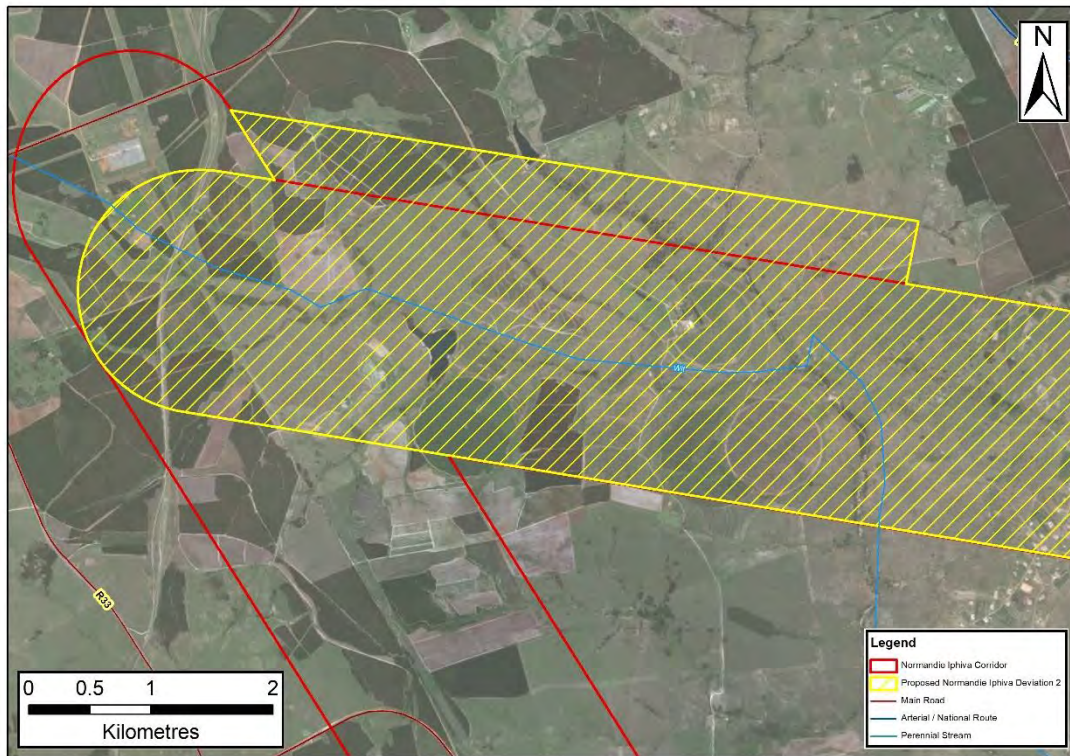 N
Wit
R33
0 0.5 1 2
Kilometres
Legend
Normandie Iphiva Corridor
Proposed Normandie Iphiva Deviation 2
Main Road
Arterial / National Route
Perennial Stream